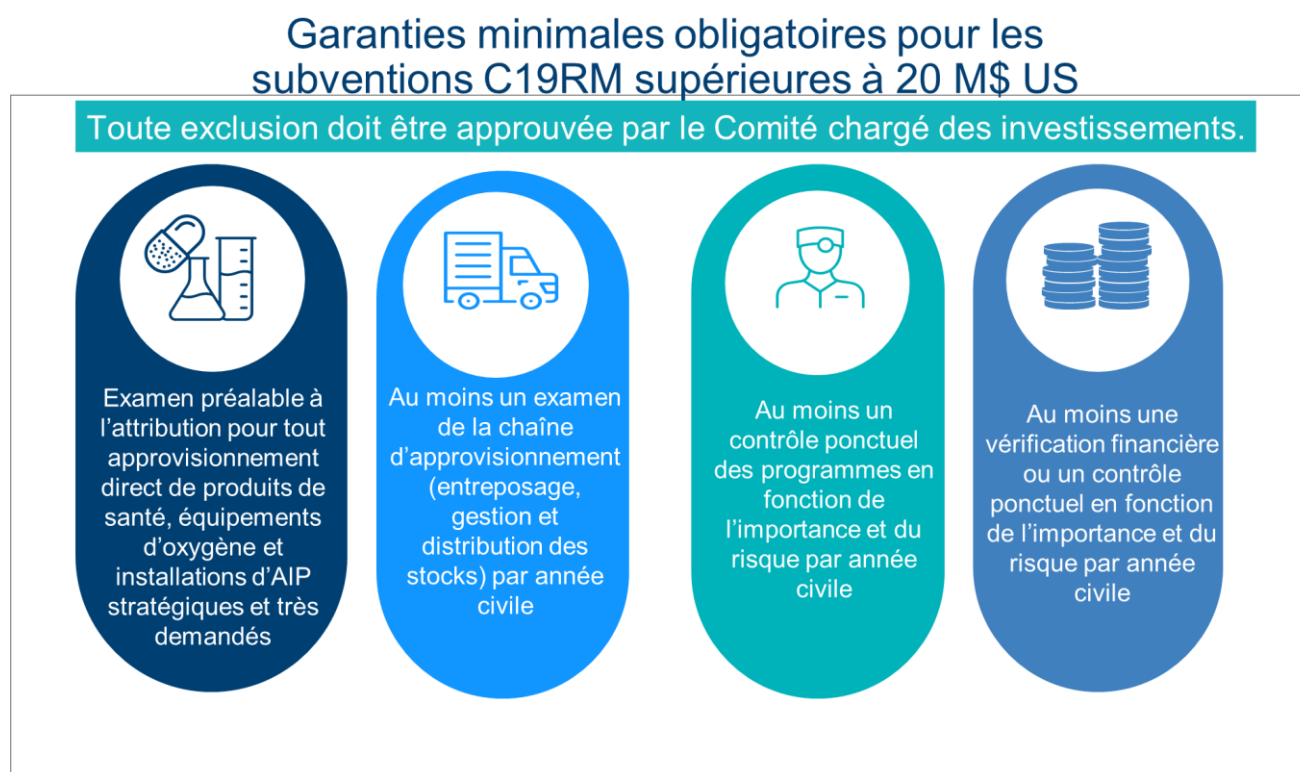 Garanties minimales obligatoires pour les
subventions C19RM supérieures à 20 M$ US
Toute exclusion doit être approuvée par le Comité chargé des investissements.
Examen préalable à
l’attribution pour tout
approvisionnement
direct de produits de
santé, équipements
d’oxygène et
installations d’AIP
stratégiques et très
demandés
Au moins un examen
de la chaîne
d’approvisionnement
(entreposage,
gestion et
distribution des
stocks) par année
civile
Au moins un
contrôle ponctuel
des programmes en
fonction de
l’importance et du
risque par année
civile
Au moins une
vérification financière
ou un contrôle
ponctuel en fonction
de l’importance et du
risque par année
civile